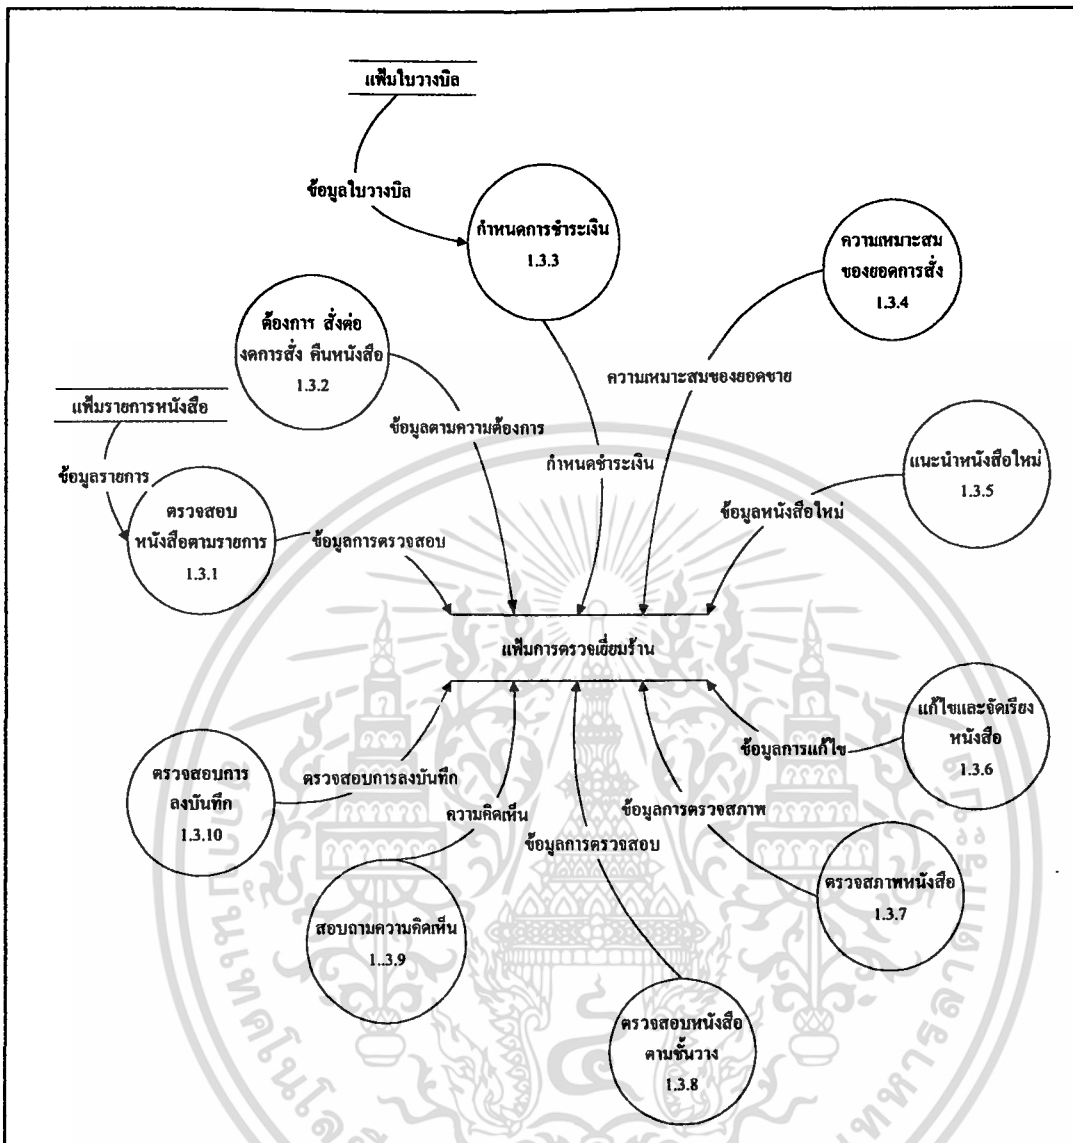 แฟ้มใบวางบิล
ข้อมูลใบวางบิล
กำหนดการชำระเงิน
1.3.3
ความเหมาะสม
ของยอดการสั่ง
1.3.4
ต้องการ สั่งต่อ
งดการสั่ง คืนหนังสือ
1.3.2
ความเหมาะสมของยอดขาย
แฟ้มรายการหนังสือ
ข้อมูลตามความต้องการ
ข้อมูลรายการ
กำหนดชำระเงิน
แนะนำหนังสือใหม่
1.3.5
ข้อมูลหนังสือใหม่
ตรวจสอบ
หนังสือตามรายการ
1.3.1
ข้อมูลการตรวจสอบ
แฟ้มการตรวจเยี่ยมร้าน
แก้ไขและจัดเรียง
หนังสือ
1.3.6
ข้อมูลการแก้ไข
ตรวจสอบการ
ลงบันทึก
1.3.10
ตรวจสอบการลงบันทึก
ความคิดเห็น
ข้อมูลการตรวจสภาพ
ข้อมูลการตรวจสอบ
ตรวจสภาพหนังสือ
1.3.7
สอบถามความคิดเห็น
1..3.9
ตรวจสอบหนังสือ
ตามชั้นวาง
1.3.8